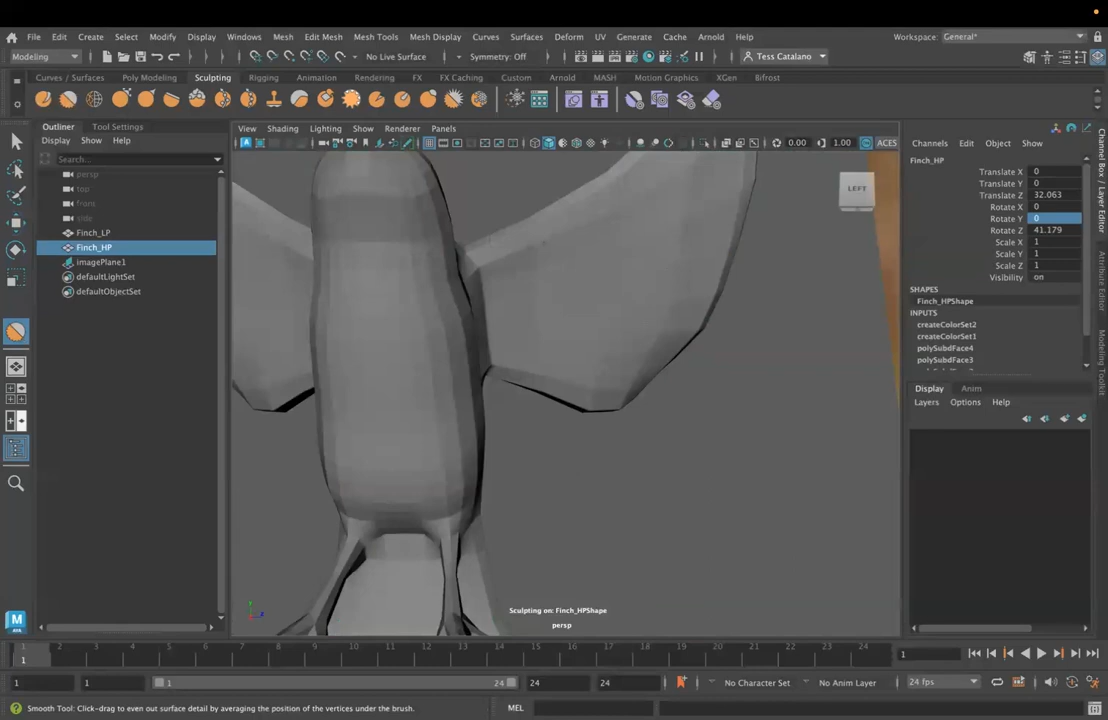 File Edit Create Select Modify Display Windows Mesh Edit Mesh Mesh Tools Mesh Display Curves Surfaces Deform UV Generate Cache Arnold Help Workspace: General*
Modeling No Live Surface Symmetry: Off Tess Catalano
Curves / Surfaces Poly Modeling Sculpting Rigging Animation Rendering FX FX Caching Custom Arnold MASH Motion Graphics XGen Bifrost
Outliner Tool Settings
Display Show Help
Search...
persp
top
front
side
Finch_LP
Finch_HP
imagePlane1
defaultLightSet
defaultObjectSet
View Shading Lighting Show Renderer Panels
0.00 1.00 ACES
LEFT
Sculpting on: Finch_HPShape
persp
Channels Edit Object Show
Finch_HP
Translate X 0
Translate Y 0
Translate Z 32.063
Rotate X 0
Rotate Y 0
Rotate Z 41.179
Scale X 1
Scale Y 1
Scale Z 1
Visibility on
SHAPES
Finch_HPShape
INPUTS
createColorSet2
createColorSet1
polySubdFace4
polySubdFace3
Display Anim
Layers Options Help
Channel Box / Layer Editor
Attribute Editor
Modeling Toolkit
1 2 3 4 5 6 7 8 9 10 11 12 13 14 15 16 17 18 19 20 21 22 23 24
1 1
1 1 1 24 24 24 No Character Set No Anim Layer 24 fps
Smooth Tool: Click-drag to even out surface detail by averaging the position of the vertices under the brush. MEL